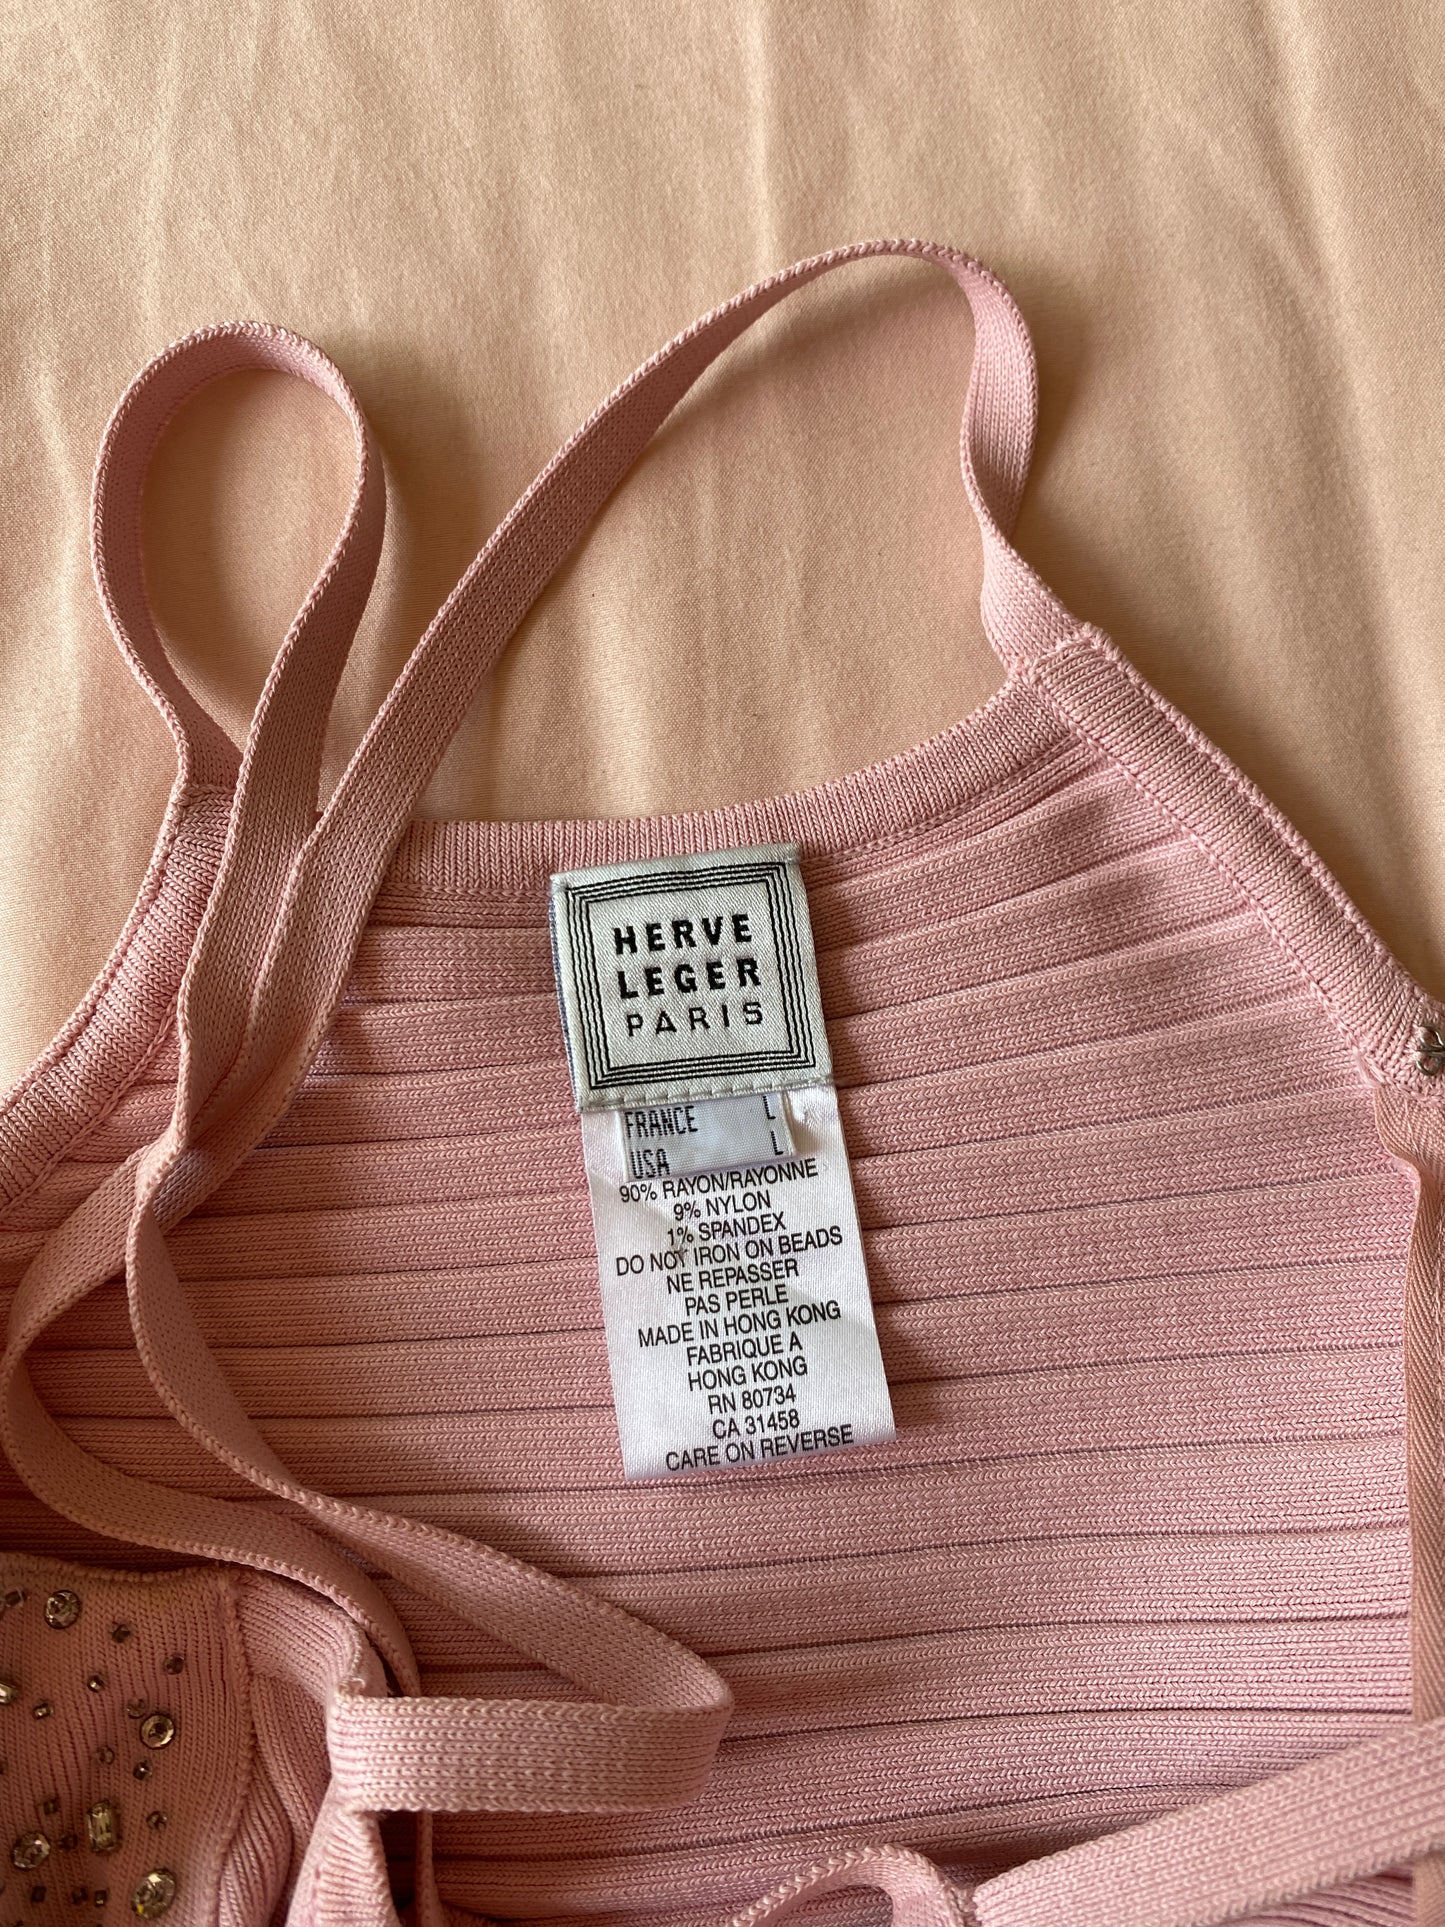 HERVE
LEGER
PARIS
FRANCE L
USA L
90% RAYON/RAYONNE
9% NYLON
1% SPANDEX
DO NOT IRON ON BEADS
NE REPASSER
PAS PERLE
MADE IN HONG KONG
FABRIQUE A
HONG KONG
RN 80734
CA 31458
CARE ON REVERSE